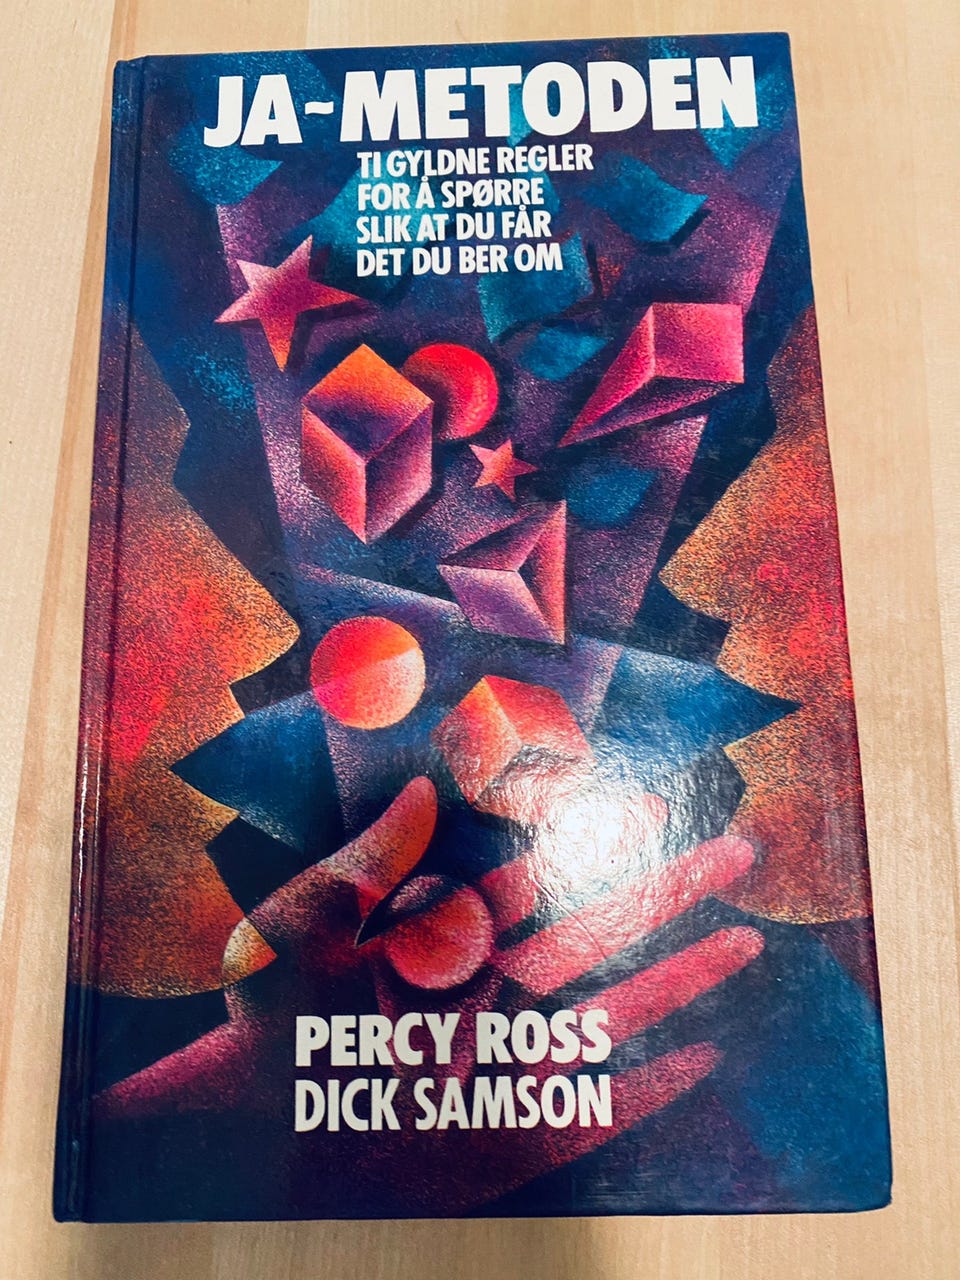 JA~METODEN
TI GYLDNE REGLER
FOR Å SPØRRE
SLIK AT DU FÅR
DET DU BER OM
PERCY ROSS
DICK SAMSON